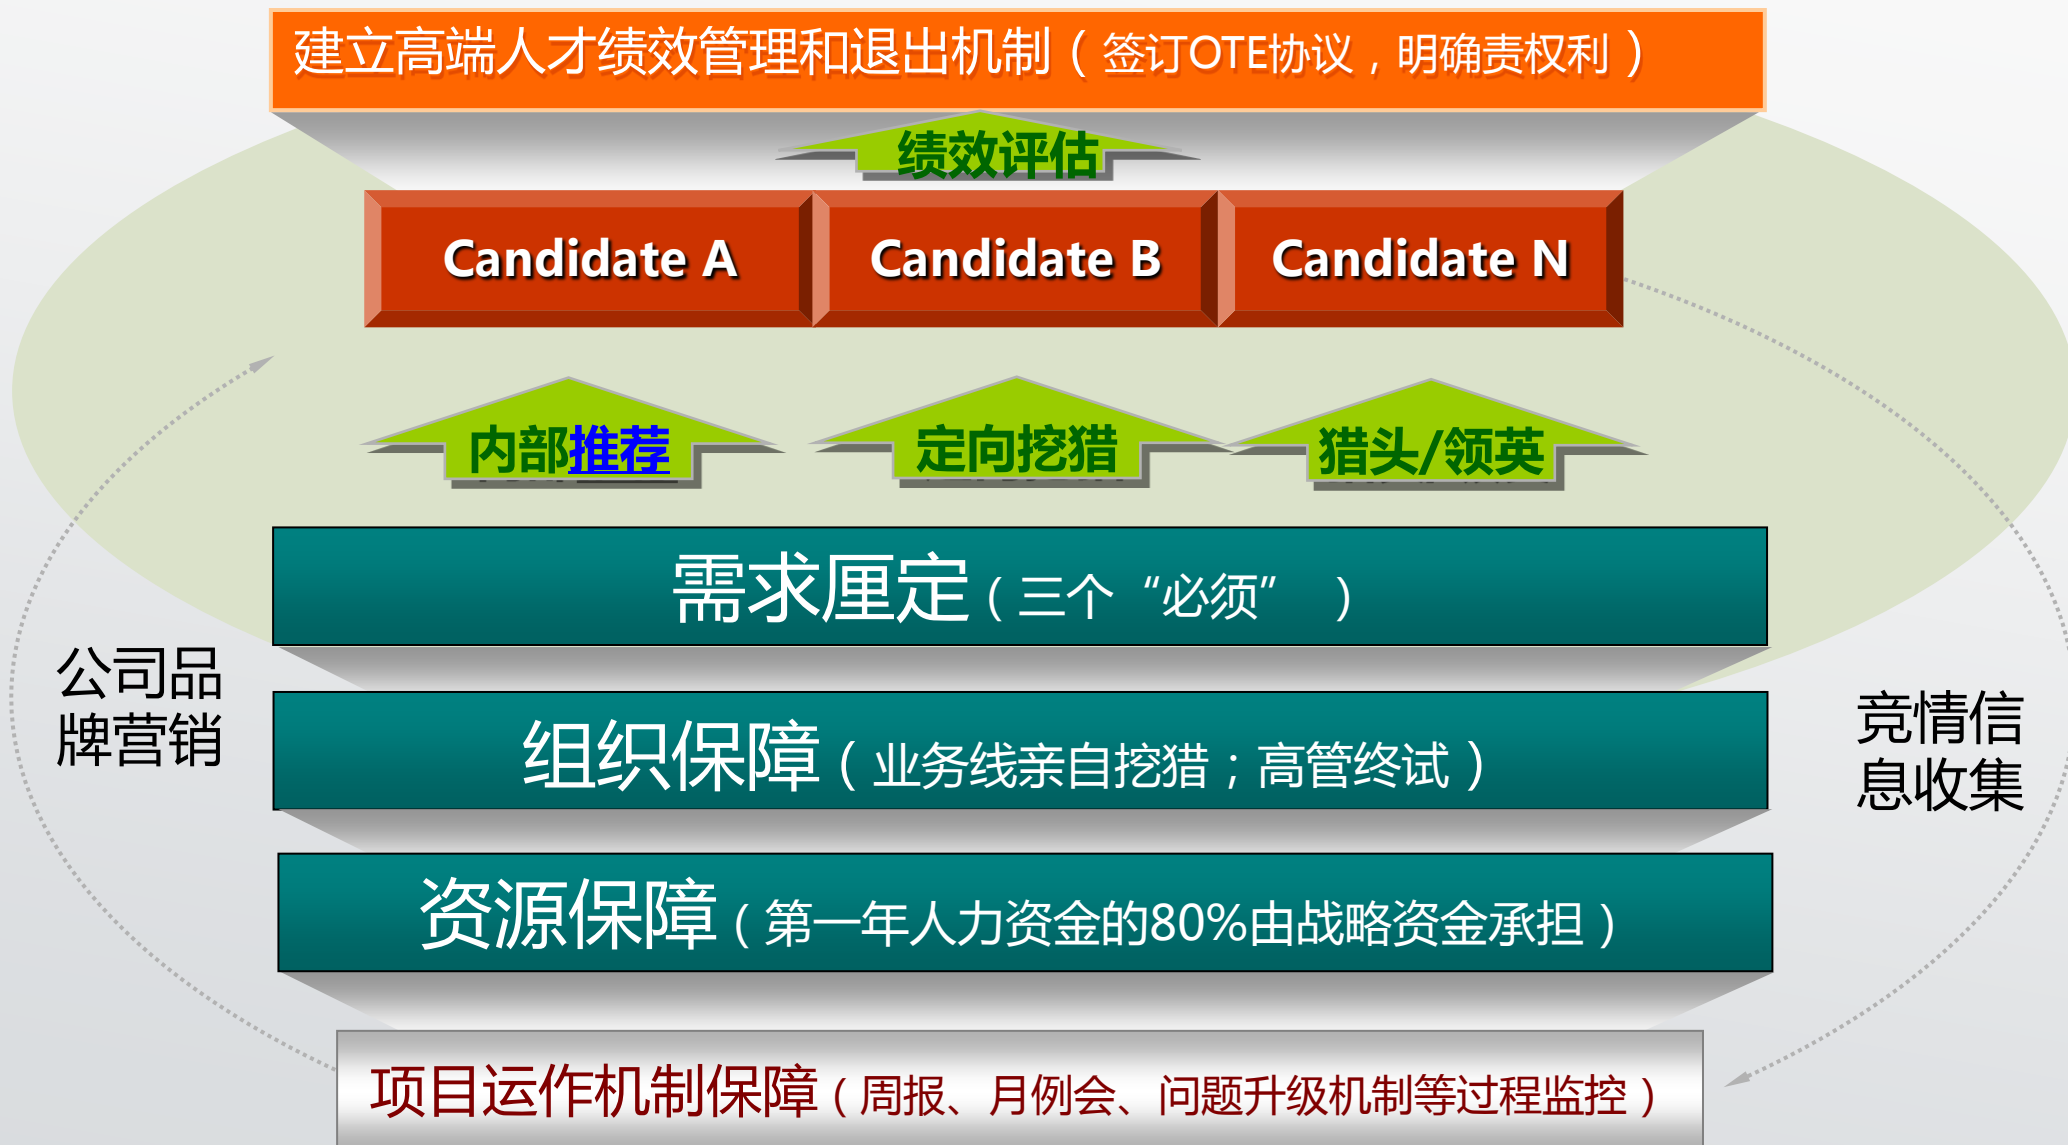 建立高端人才绩效管理和退出机制（签订OTE协议，明确责权利）
绩效评估
Candidate A
Candidate B
Candidate N
内部推荐
定向挖猎
猎头/领英
需求厘定（三个“必须” ）
公司品
牌营销
组织保障（业务线亲自挖猎；高管终试）
竞情信
息收集
资源保障（第一年人力资金的80%由战略资金承担）
项目运作机制保障（周报、月例会、问题升级机制等过程监控）